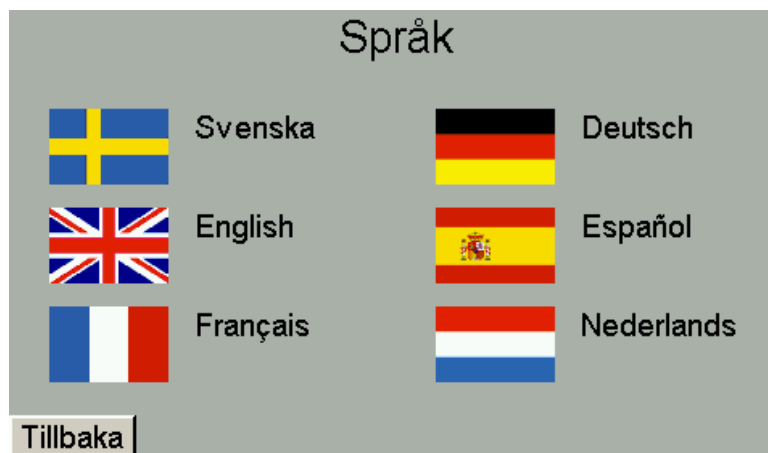 Språk
Svenska
Deutsch
English
Español
Français
Nederlands
Tillbaka